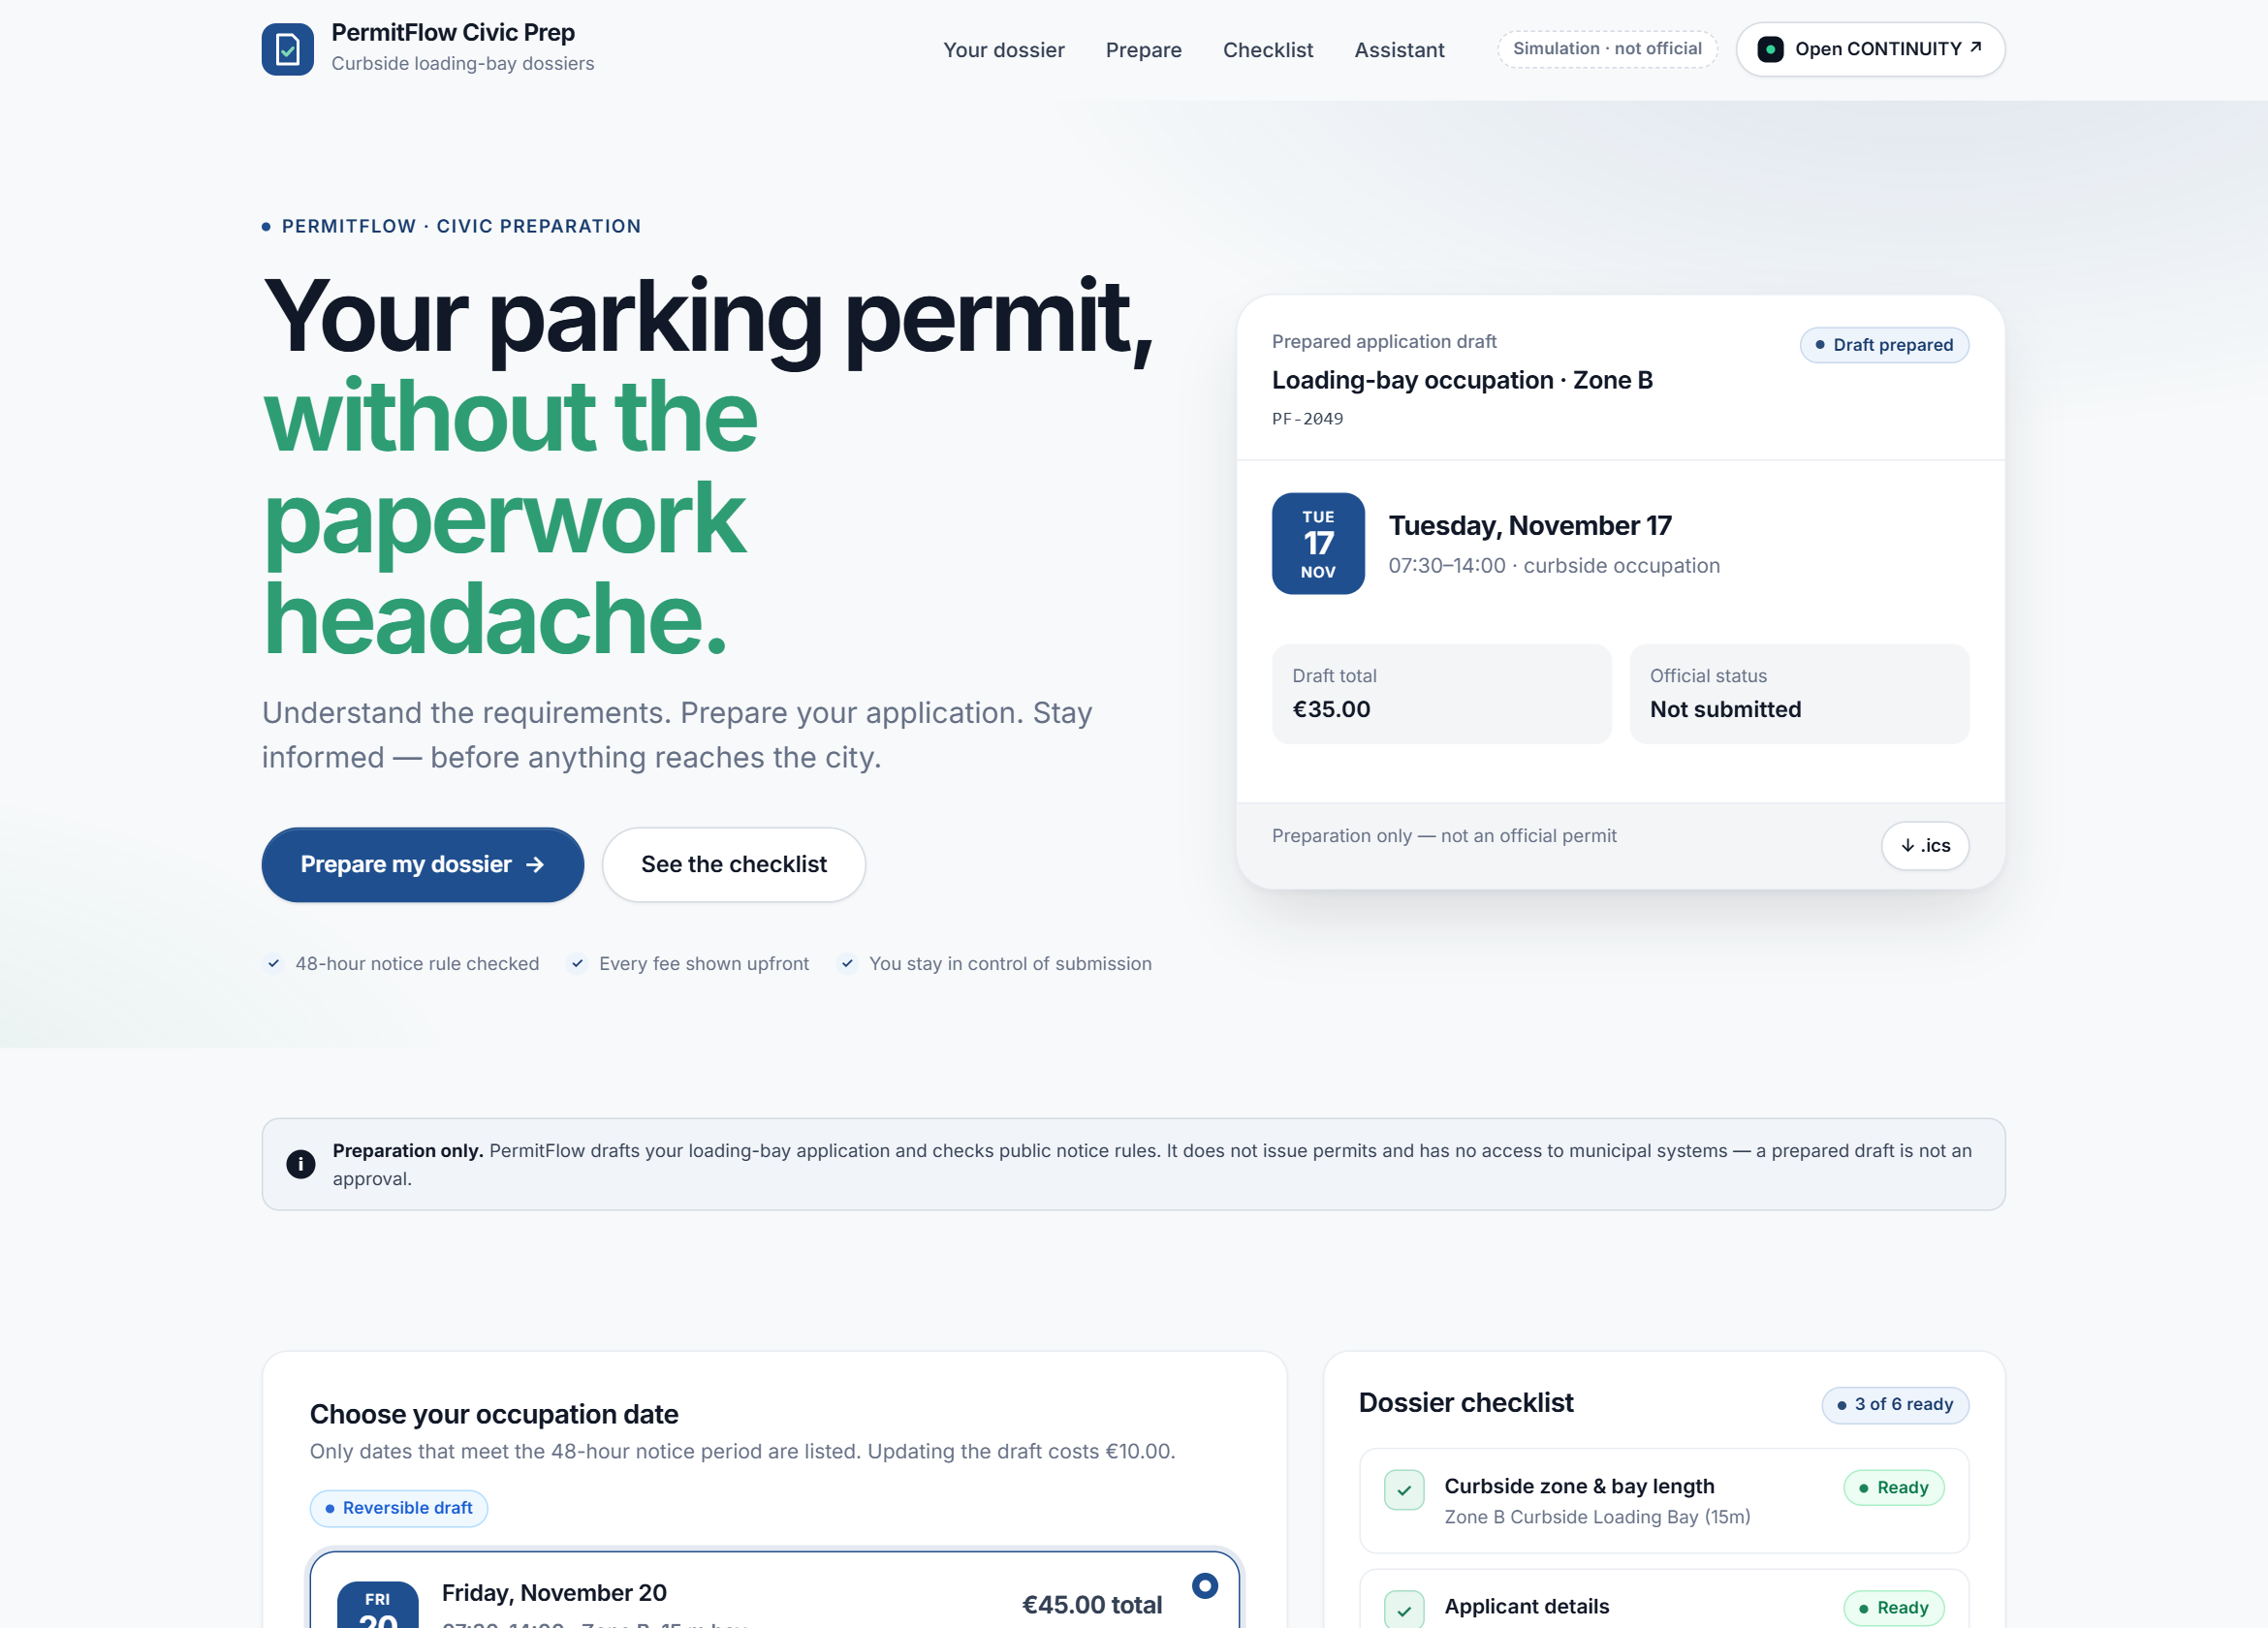 PermitFlow Civic Prep
Curbside loading-bay dossiers
Your dossier
Prepare
Checklist
Assistant
Simulation · not official
Open CONTINUITY ↗
PERMITFLOW · CIVIC PREPARATION
Your parking permit,
without the
paperwork
headache.
Understand the requirements. Prepare your application. Stay
informed — before anything reaches the city.
Prepare my dossier →
See the checklist
48-hour notice rule checked
Every fee shown upfront
You stay in control of submission
Prepared application draft
Draft prepared
Loading-bay occupation · Zone B
PF-2049
TUE
17
NOV
Tuesday, November 17
07:30–14:00 · curbside occupation
Draft total
€35.00
Official status
Not submitted
Preparation only — not an official permit
↓ .ics
Preparation only. PermitFlow drafts your loading-bay application and checks public notice rules. It does not issue permits and has no access to municipal systems — a prepared draft is not an
approval.
Choose your occupation date
Only dates that meet the 48-hour notice period are listed. Updating the draft costs €10.00.
Reversible draft
FRI
20
Friday, November 20
07:30–14:00 · Zone B, 15 m bay
€45.00 total
Dossier checklist
3 of 6 ready
Curbside zone & bay length
Zone B Curbside Loading Bay (15m)
Ready
Applicant details
Ready